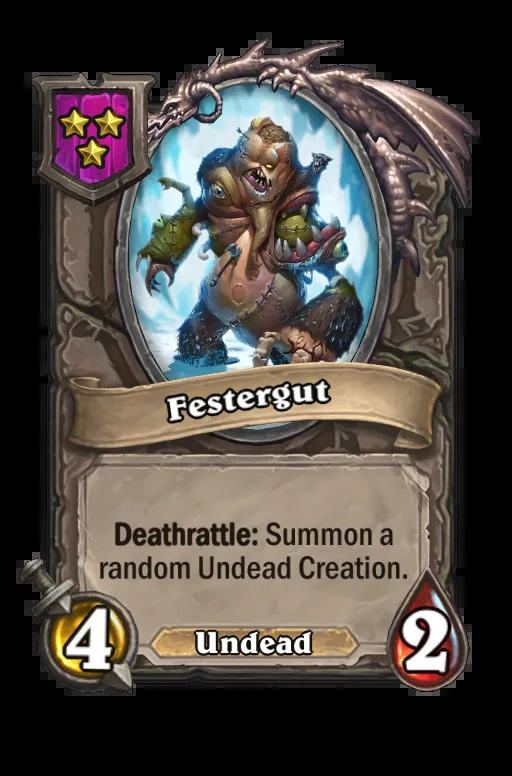 Festergut
Deathrattle: Summon a
random Undead Creation.
4
Undead
2